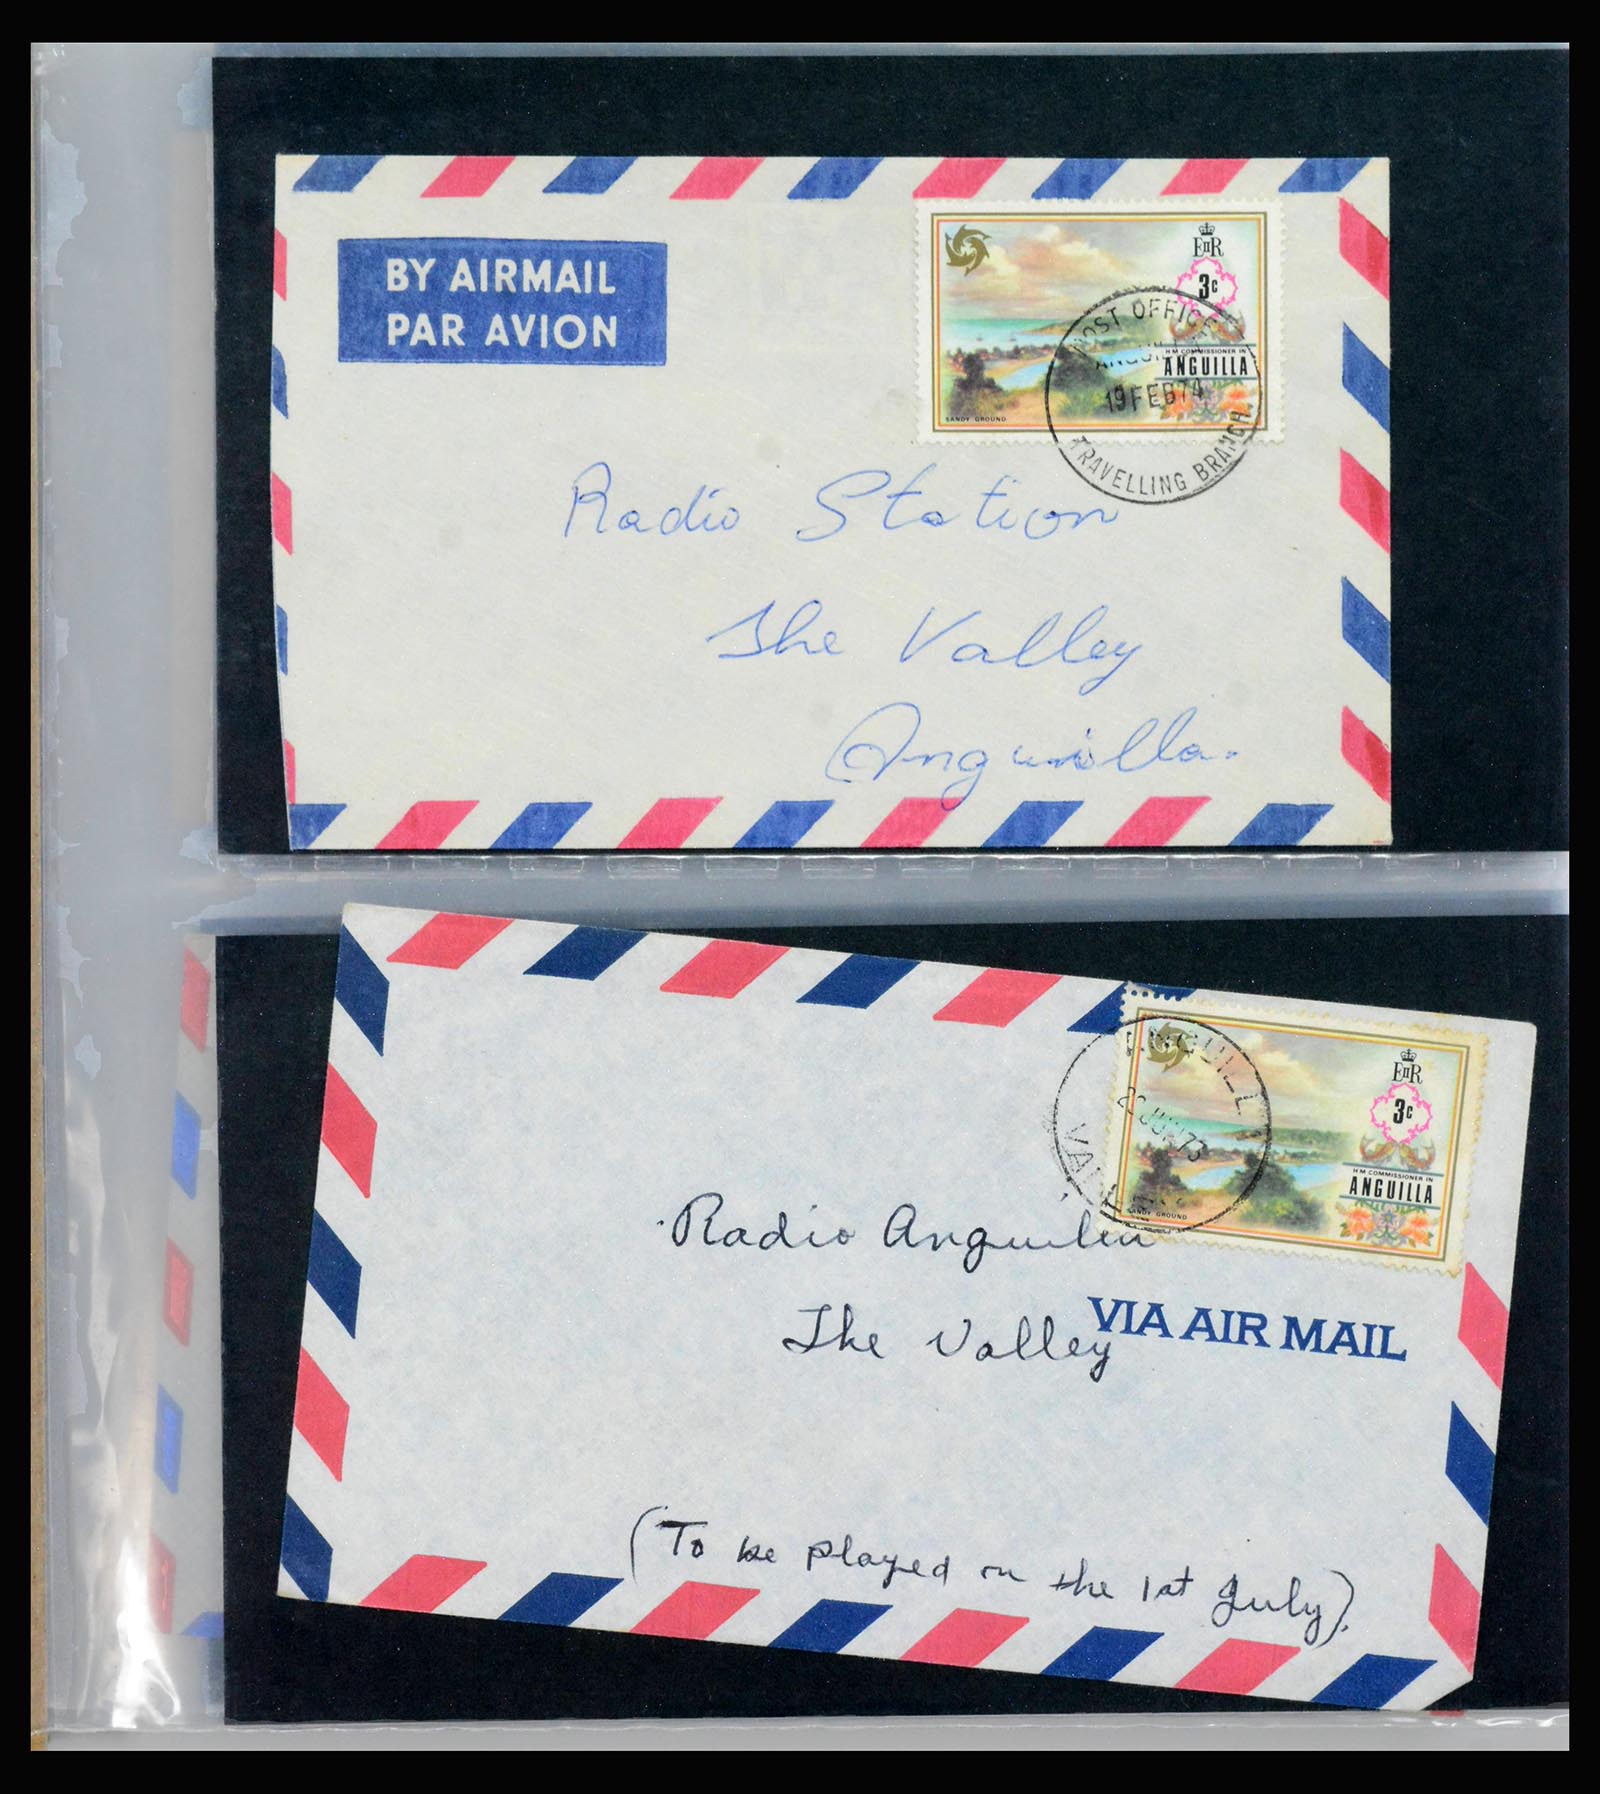 BY AIRMAIL
PAR AVION
EIIR
3c
H M COMMISSIONER IN
ANGUILLA
SANDY GROUND
POST OFFICE
19 FEB 74
TRAVELLING BRANCH.
Radio Station
The Valley
Anguilla.
EIIR
3c
H M COMMISSIONER IN
ANGUILLA
SANDY GROUND
ANGUILLA
JUN 73
Radio
The Valley
VIA AIR MAIL
(To be played on the 1st July).